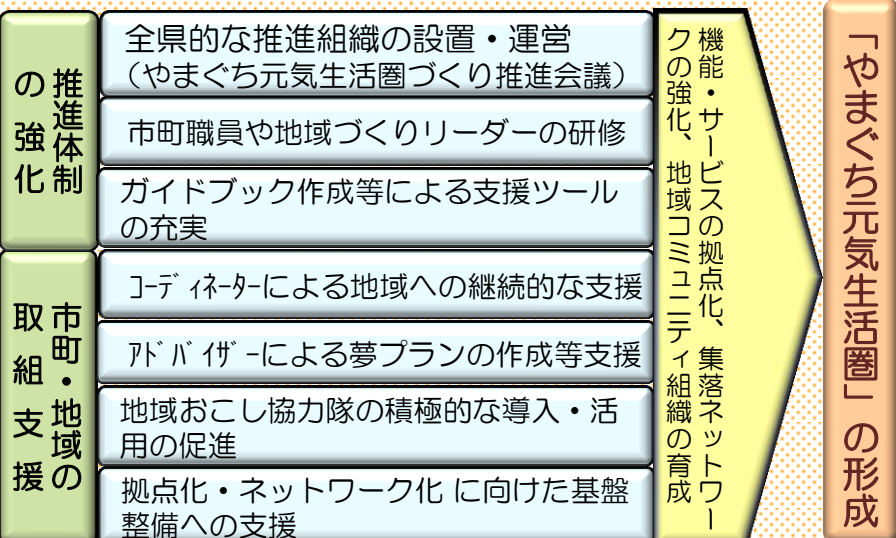 推進体制
の強化
全県的な推進組織の設置・運営
（やまぐち元気生活圏づくり推進会議）
市町職員や地域づくりリーダーの研修
ガイドブック作成等による支援ツール
の充実
市町・地域の
取組支援
ｺｰﾃﾞｨﾈｰﾀｰによる地域への継続的な支援
ｱﾄﾞﾊﾞｲｻﾞｰによる夢プランの作成等支援
地域おこし協力隊の積極的な導入・活
用の促進
拠点化・ネットワーク化 に向けた基盤
整備への支援
機能・サービスの拠点化、集落ネットワー
クの強化、地域コミュニティ組織の育成
「やまぐち元気生活圏」の形成